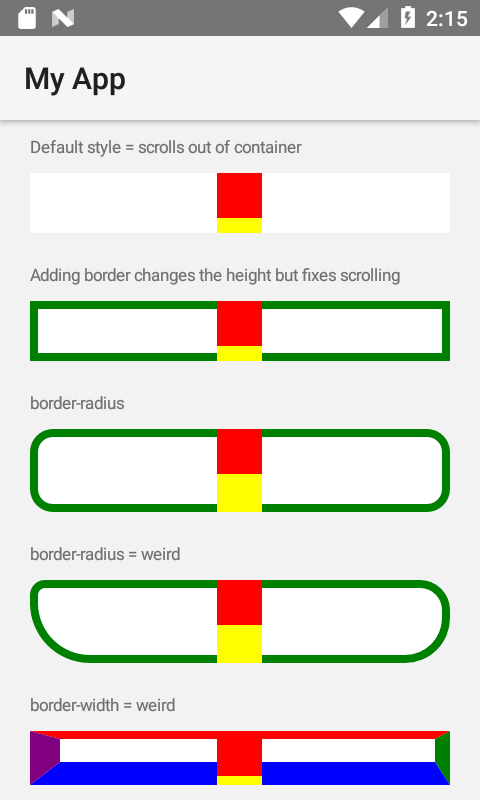 2:15
My App
Default style = scrolls out of container
Adding border changes the height but fixes scrolling
border-radius
border-radius = weird
border-width = weird